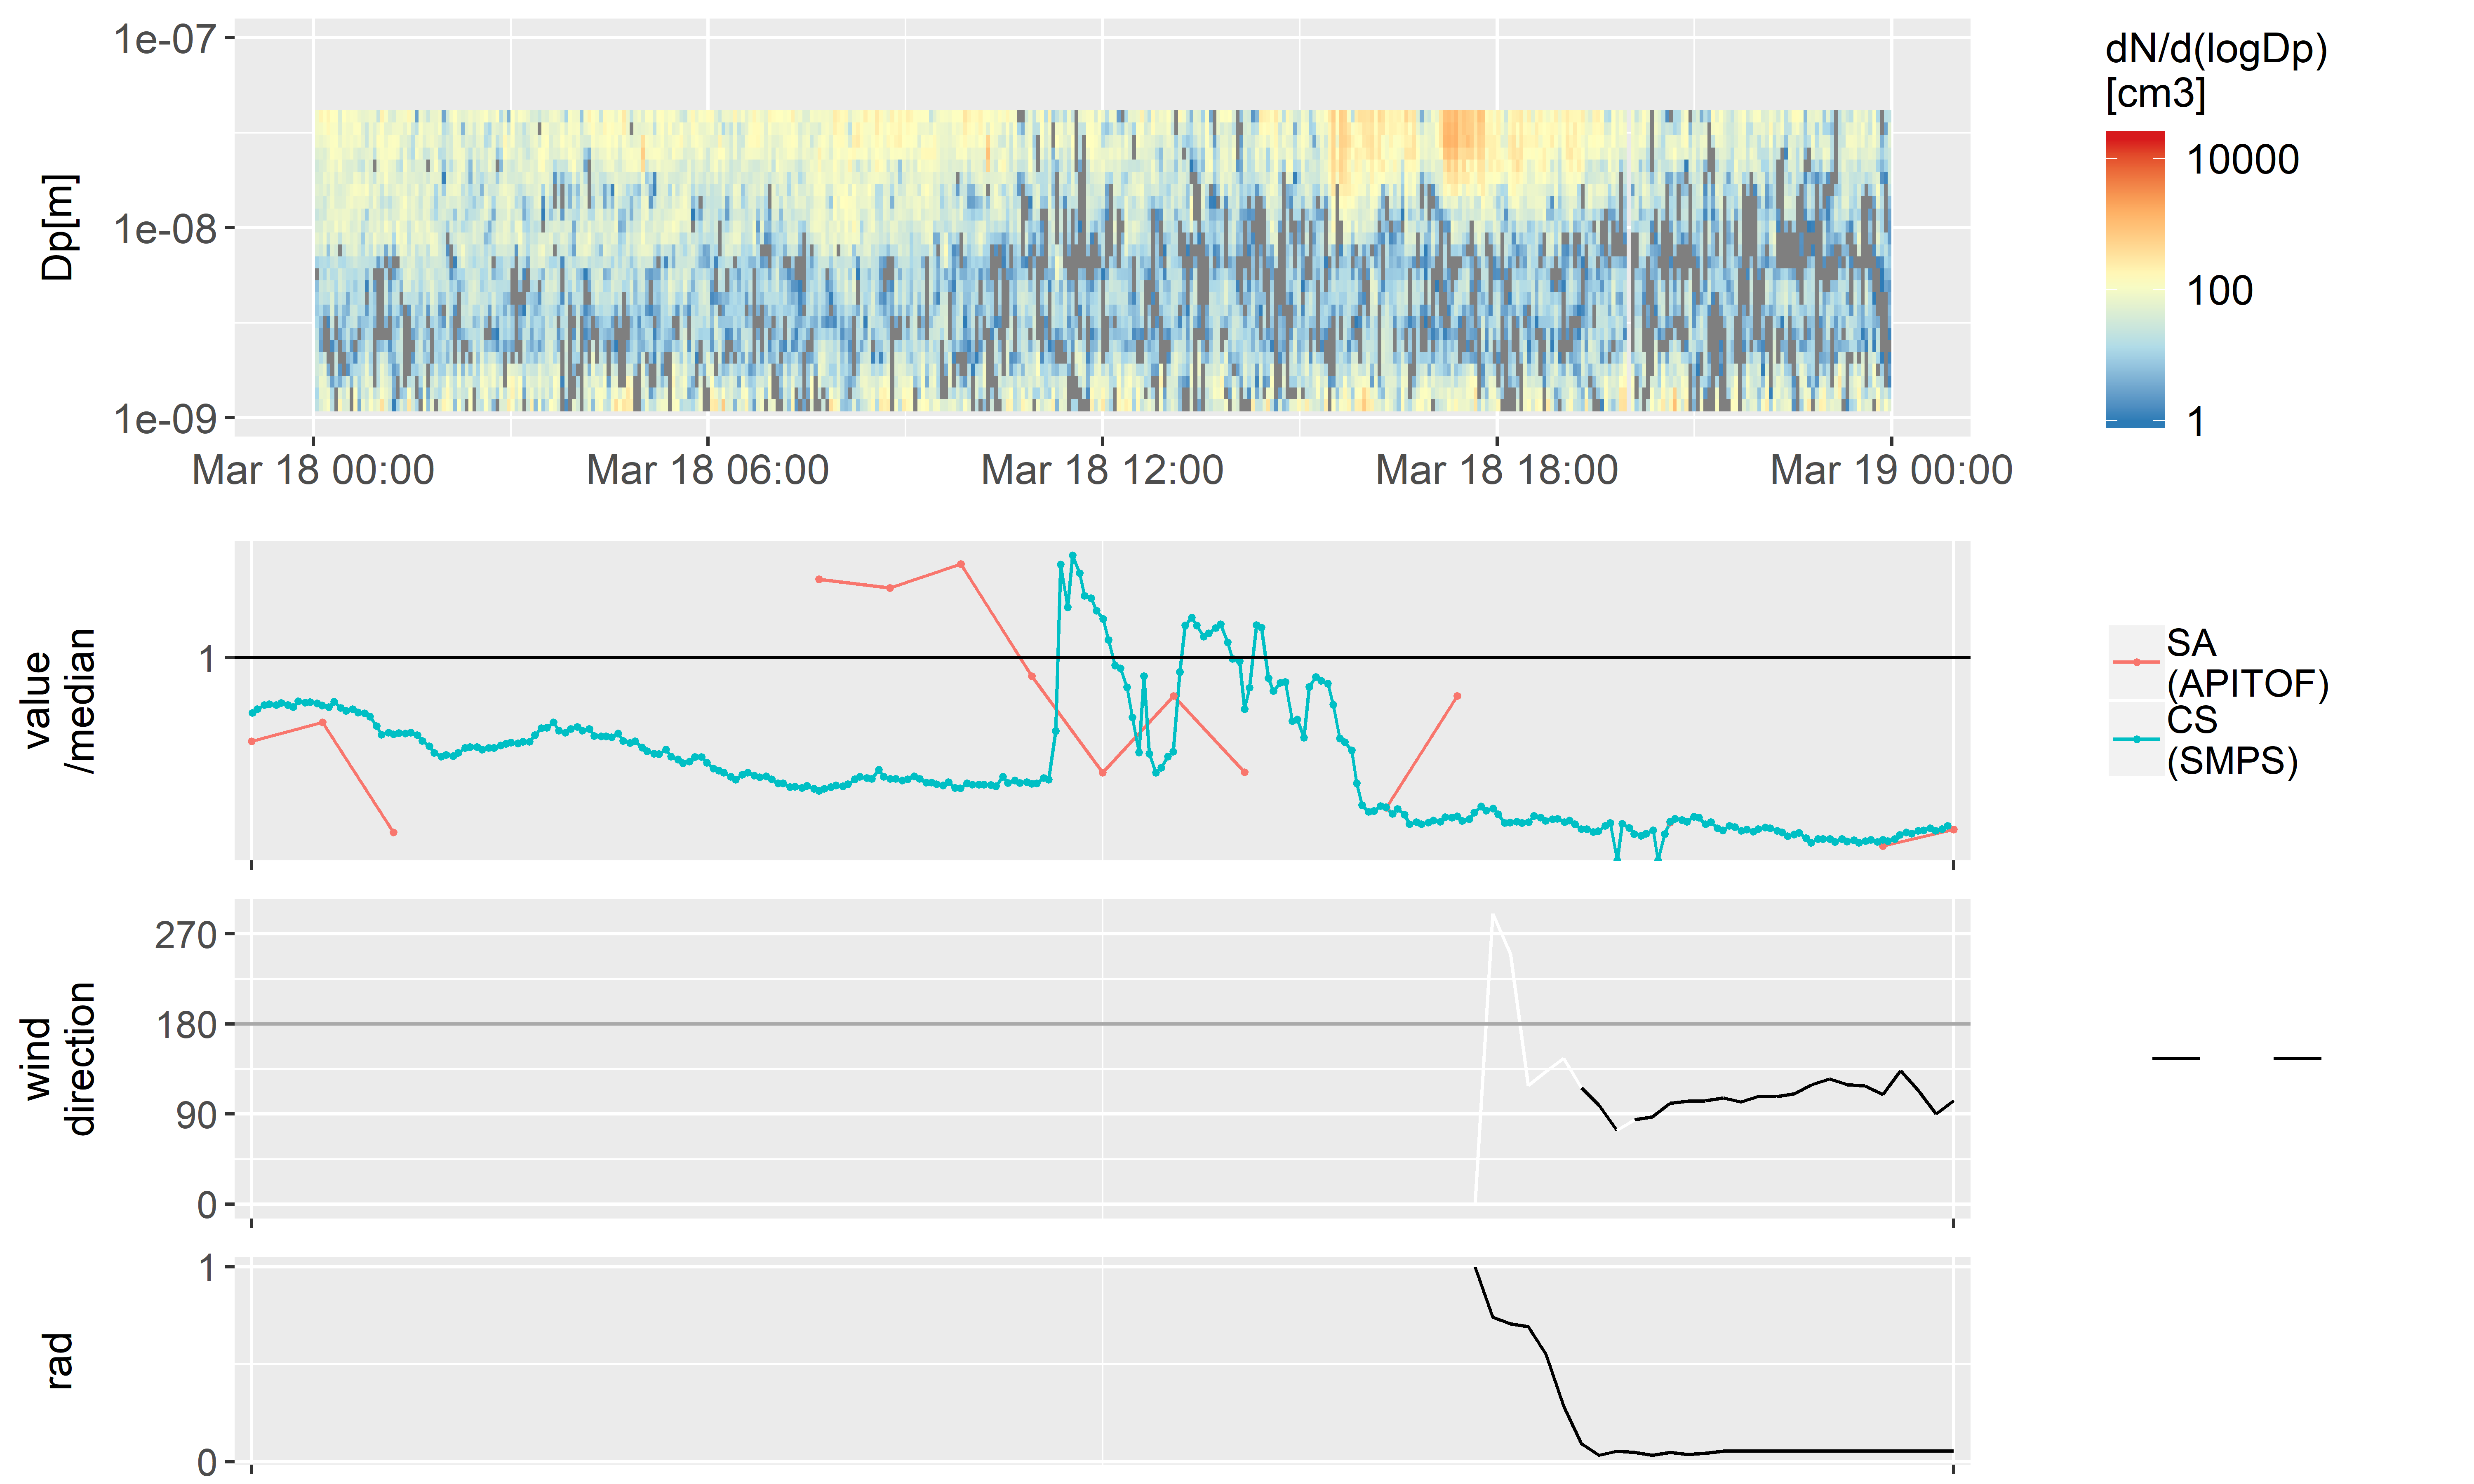 1e-07
1e-08
1e-09
Dp[m]
Mar 18 00:00
Mar 18 06:00
Mar 18 12:00
Mar 18 18:00
Mar 19 00:00
dN/d(logDp)
[cm3]
10000
100
1
value
/median
1
SA
(APITOF)
CS
(SMPS)
wind
direction
270
180
90
0
rad
1
0